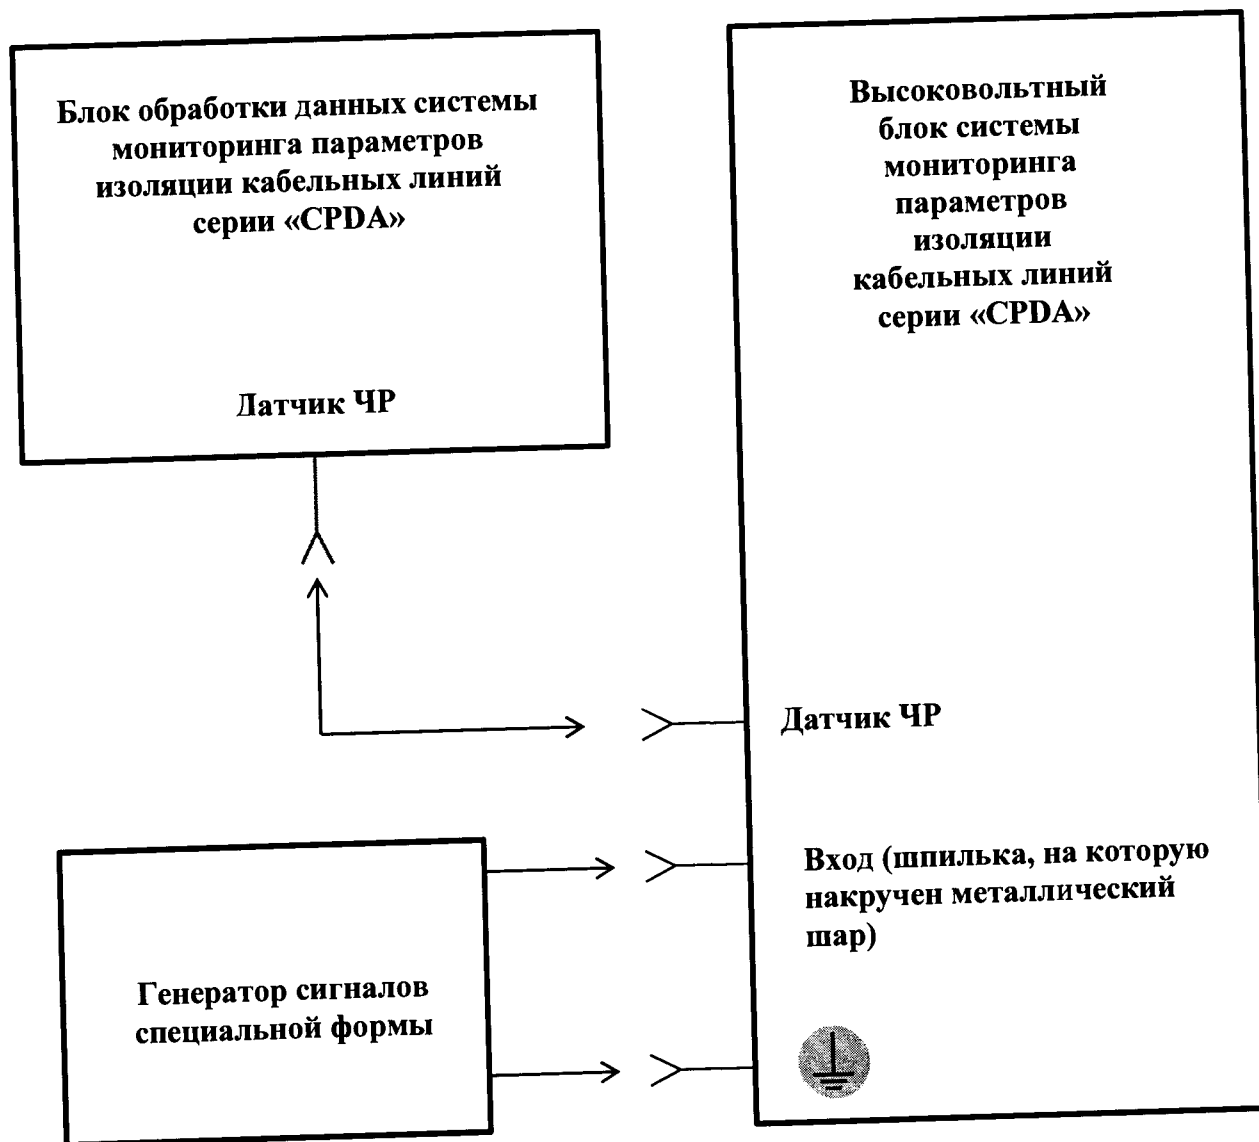 Блок обработки данных системы
мониторинга параметров
изоляции кабельных линий
серии «CPDA»
Датчик ЧР
Высоковольтный
блок системы
мониторинга
параметров
изоляции
кабельных линий
серии «CPDA»
Датчик ЧР
Вход (шпилька, на которую
накручен металлический
шар)
Генератор сигналов
специальной формы